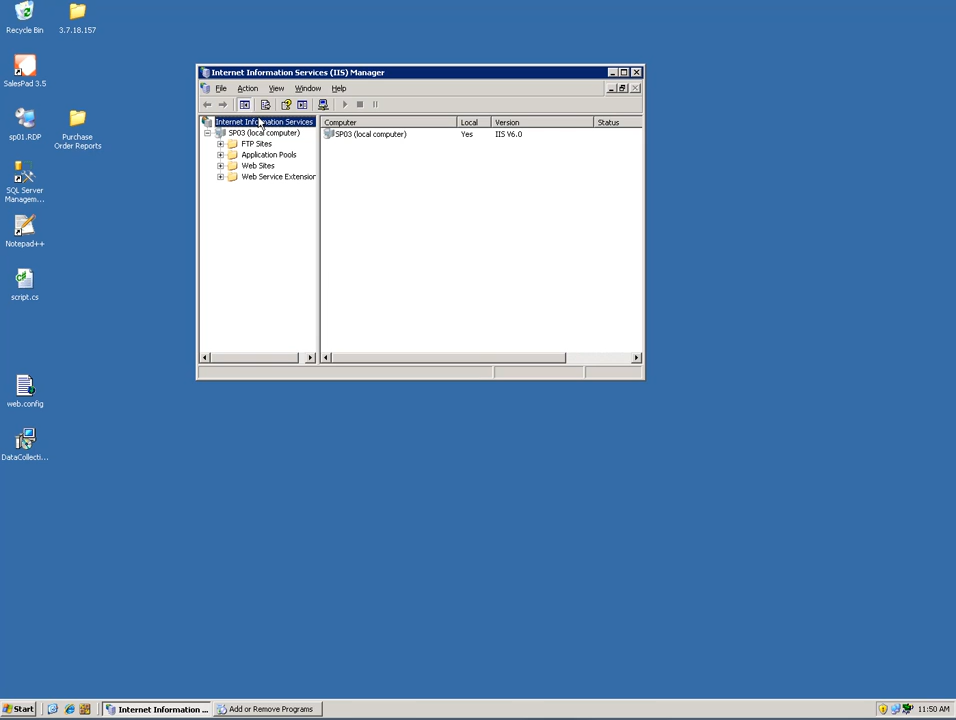 Recycle Bin
3.7.18.157
SalesPad 3.5
sp01.RDP
Purchase
Order Reports
SQL Server
Managem...
Notepad++
script.cs
web.config
DataCollecti...
Internet Information Services (IIS) Manager
File Action View Window Help
Internet Information Services
SP03 (local computer)
FTP Sites
Application Pools
Web Sites
Web Service Extension
Computer Local Version Status
SP03 (local computer) Yes IIS V6.0
Start Internet Information ... Add or Remove Programs 11:50 AM